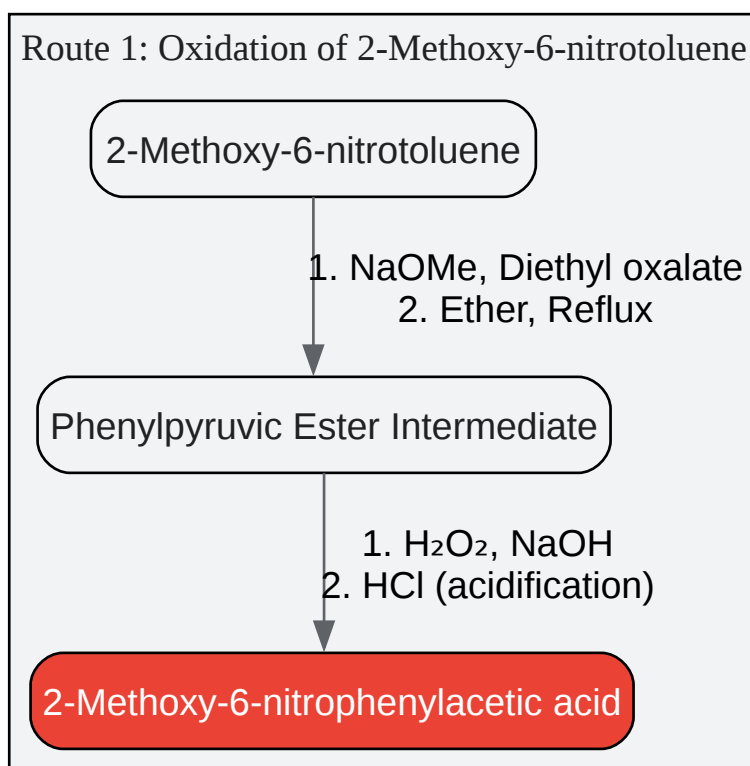 Route 1: Oxidation of 2-Methoxy-6-nitrotoluene
2-Methoxy-6-nitrotoluene
1. NaOMe, Diethyl oxalate
2. Ether, Reflux
Phenylpyruvic Ester Intermediate
1. H₂O₂, NaOH
2. HCl (acidification)
2-Methoxy-6-nitrophenylacetic acid